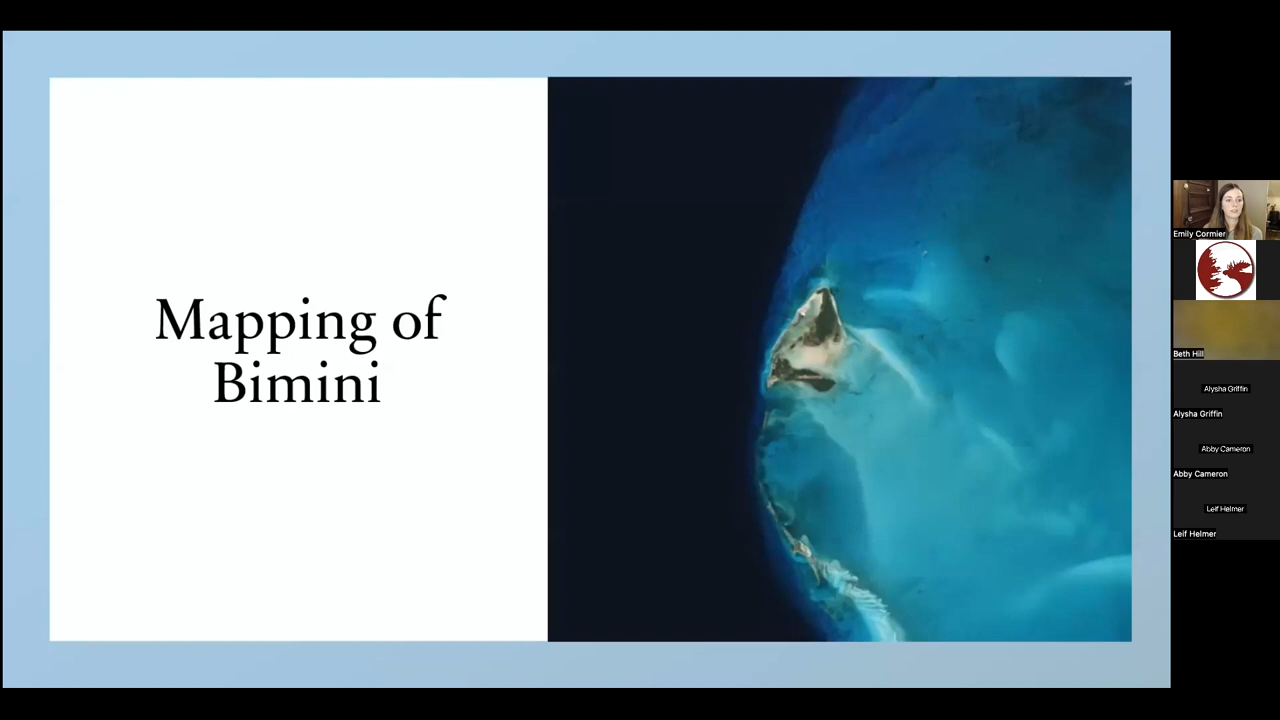 Mapping of
Bimini
Emily Cormier
Beth Hill
Alysha Griffin
Alysha Griffin
Abby Cameron
Abby Cameron
Leif Helmer
Leif Helmer